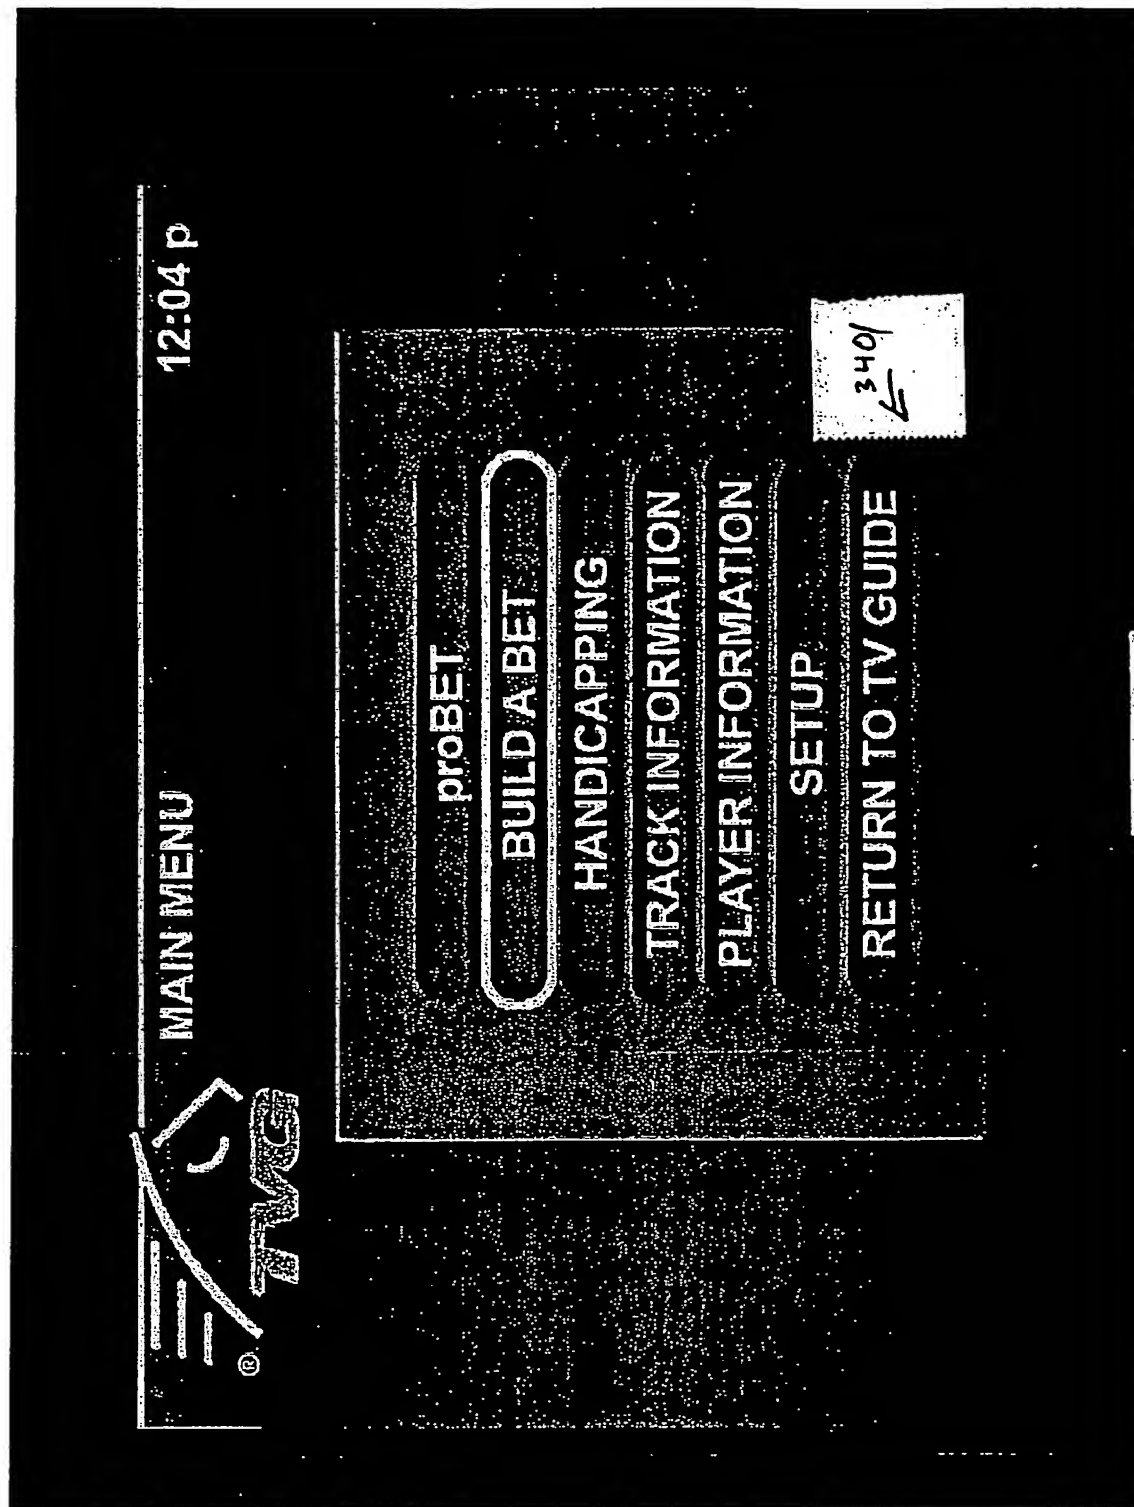 MAIN MENU
12:04 p
TVG
®
proBET
BUILD A BET
HANDICAPPING
TRACK INFORMATION
PLAYER INFORMATION
SETUP
RETURN TO TV GUIDE
3401